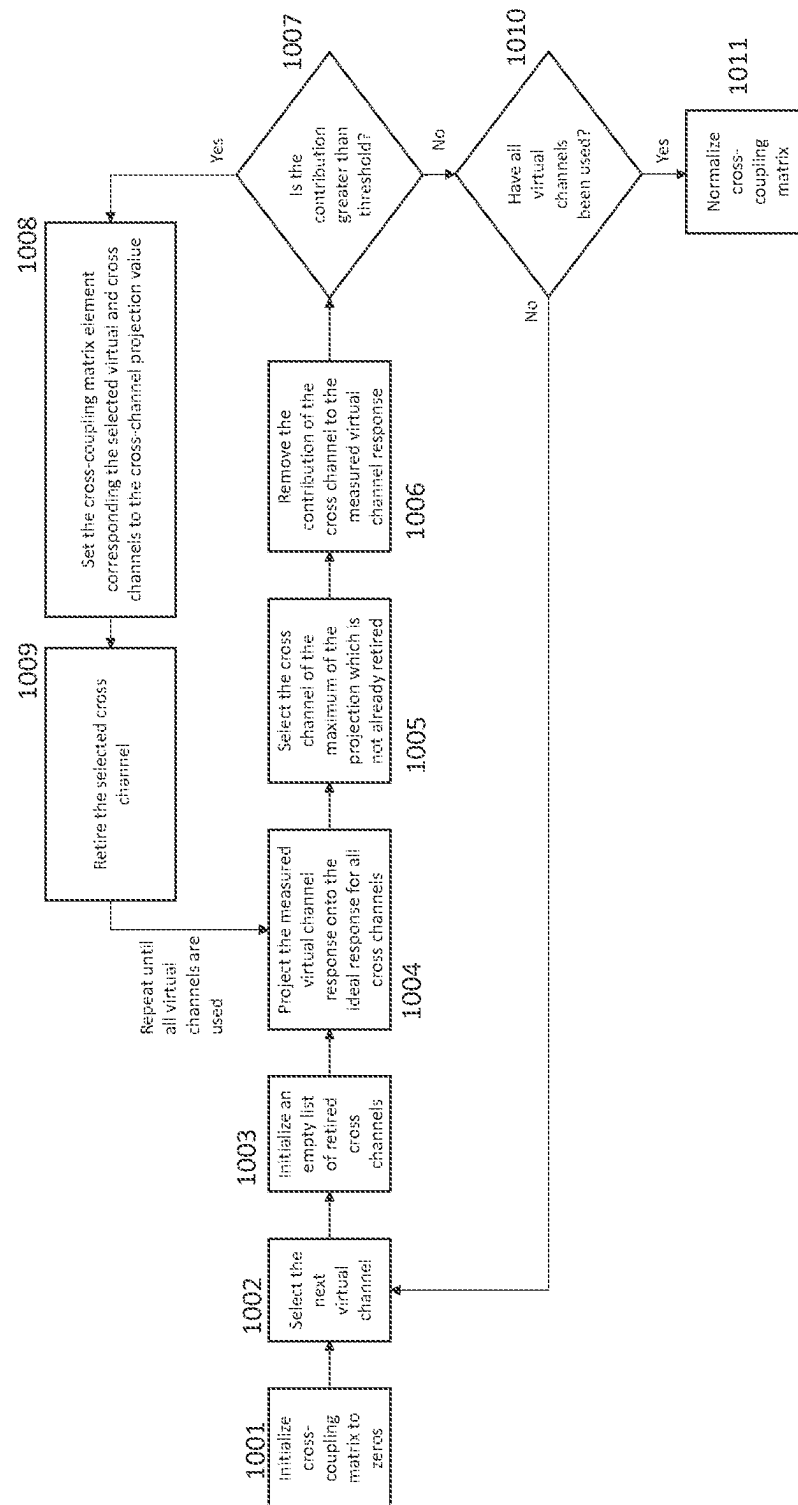 1001
Initialize
cross-
coupling
matrix to
zeros
1002
Select the
next
virtual
channel
1003
Initialize an
empty list
of retired
cross
channels
1004
Project the measured
virtual channel
response onto the
ideal response for all
cross channels
1005
Select the cross
channel of the
maximum of the
projection which is
not already retired
1006
Remove the
contribution of the
cross channel to the
measured virtual
channel response
1007
Is the
contribution
greater than
threshold?
Yes
No
1008
Set the cross-coupling matrix element
corresponding the selected virtual and cross
channels to the cross-channel projection value
1009
Retire the selected cross
channel
Repeat until
all virtual
channels are
used
1010
Have all
virtual
channels
been used?
No
Yes
1011
Normalize
cross-
coupling
matrix